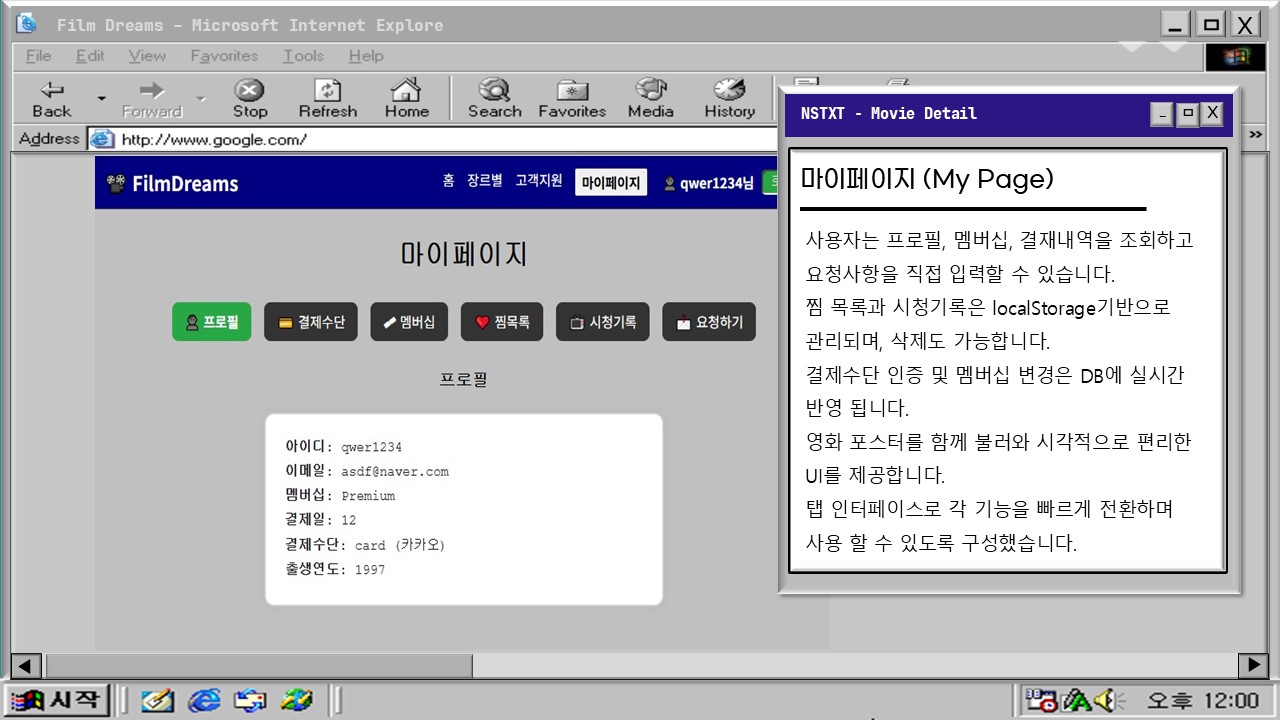 Film Dreams - Microsoft Internet Explore
File Edit View Favorites Tools Help
Back Forward Stop Refresh Home Search Favorites Media History
Address http://www.google.com/ »
FilmDreams 홈 장르별 고객지원 마이페이지 qwer1234님
마이페이지
프로필 결제수단 멤버십 찜목록 시청기록 요청하기
프로필
아이디: qwer1234
이메일: asdf@naver.com
멤버십: Premium
결제일: 12
결제수단: card (카카오)
출생연도: 1997
NSTXT - Movie Detail
마이페이지 (My Page)
사용자는 프로필, 멤버십, 결재내역을 조회하고
요청사항을 직접 입력할 수 있습니다.
찜 목록과 시청기록은 localStorage기반으로
관리되며, 삭제도 가능합니다.
결제수단 인증 및 멤버십 변경은 DB에 실시간
반영 됩니다.
영화 포스터를 함께 불러와 시각적으로 편리한
UI를 제공합니다.
탭 인터페이스로 각 기능을 빠르게 전환하며
사용 할 수 있도록 구성했습니다.
시작 오후 12:00